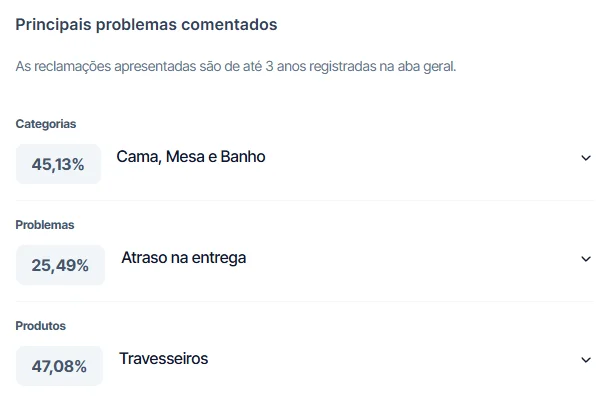 Principais problemas comentados
As reclamações apresentadas são de até 3 anos registradas na aba geral.
Categorias
45,13% Cama, Mesa e Banho
Problemas
25,49% Atraso na entrega
Produtos
47,08% Travesseiros